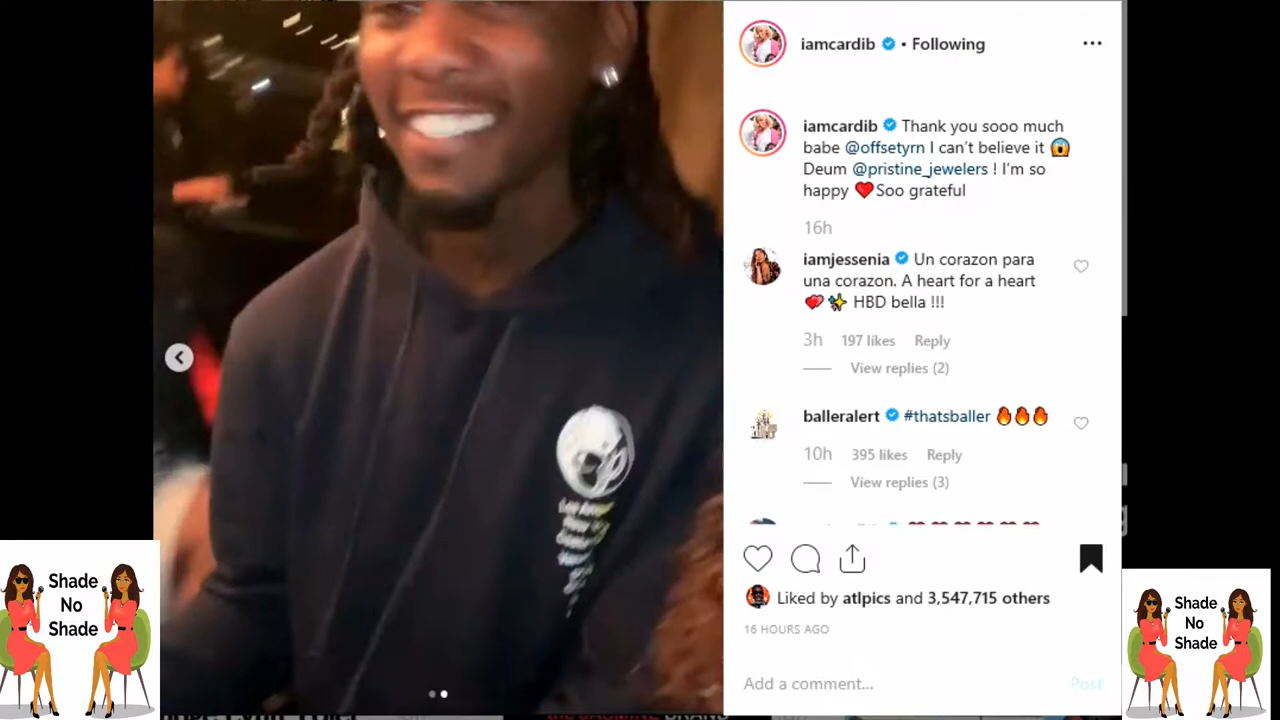 iamcardib • Following
iamcardib Thank you sooo much
babe @offsetyrn I can't believe it 😱
Deum @pristine_jewelers ! I'm so
happy ❤️Soo grateful
16h
iamjessenia Un corazon para
una corazon. A heart for a heart
💕✨ HBD bella !!!
3h 197 likes Reply
View replies (2)
balleralert #thatsballer 🔥🔥🔥
10h 395 likes Reply
View replies (3)
Liked by atlpics and 3,547,715 others
16 HOURS AGO
Add a comment... Post
Shade
No
Shade
Shade
No
Shade